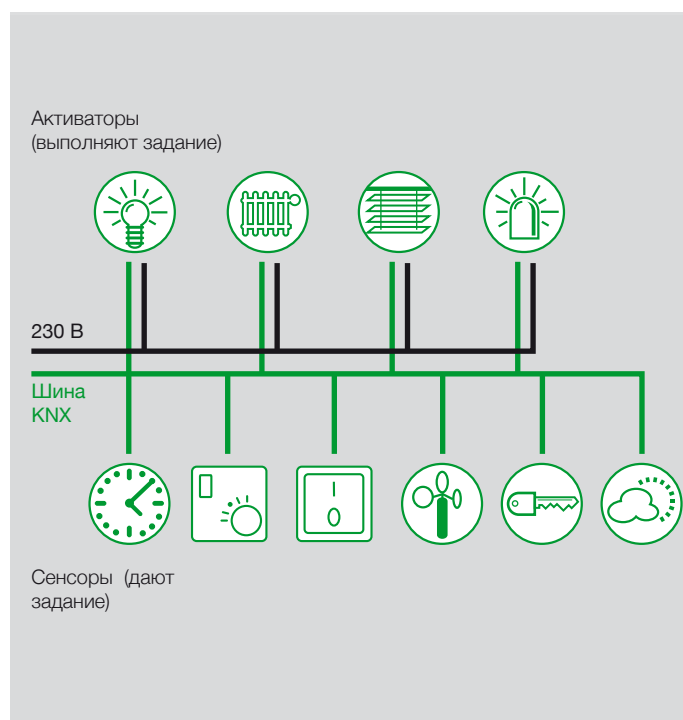 Активаторы
(выполняют задание)
230 В
Шина
KNX
Сенсоры (дают
задание)